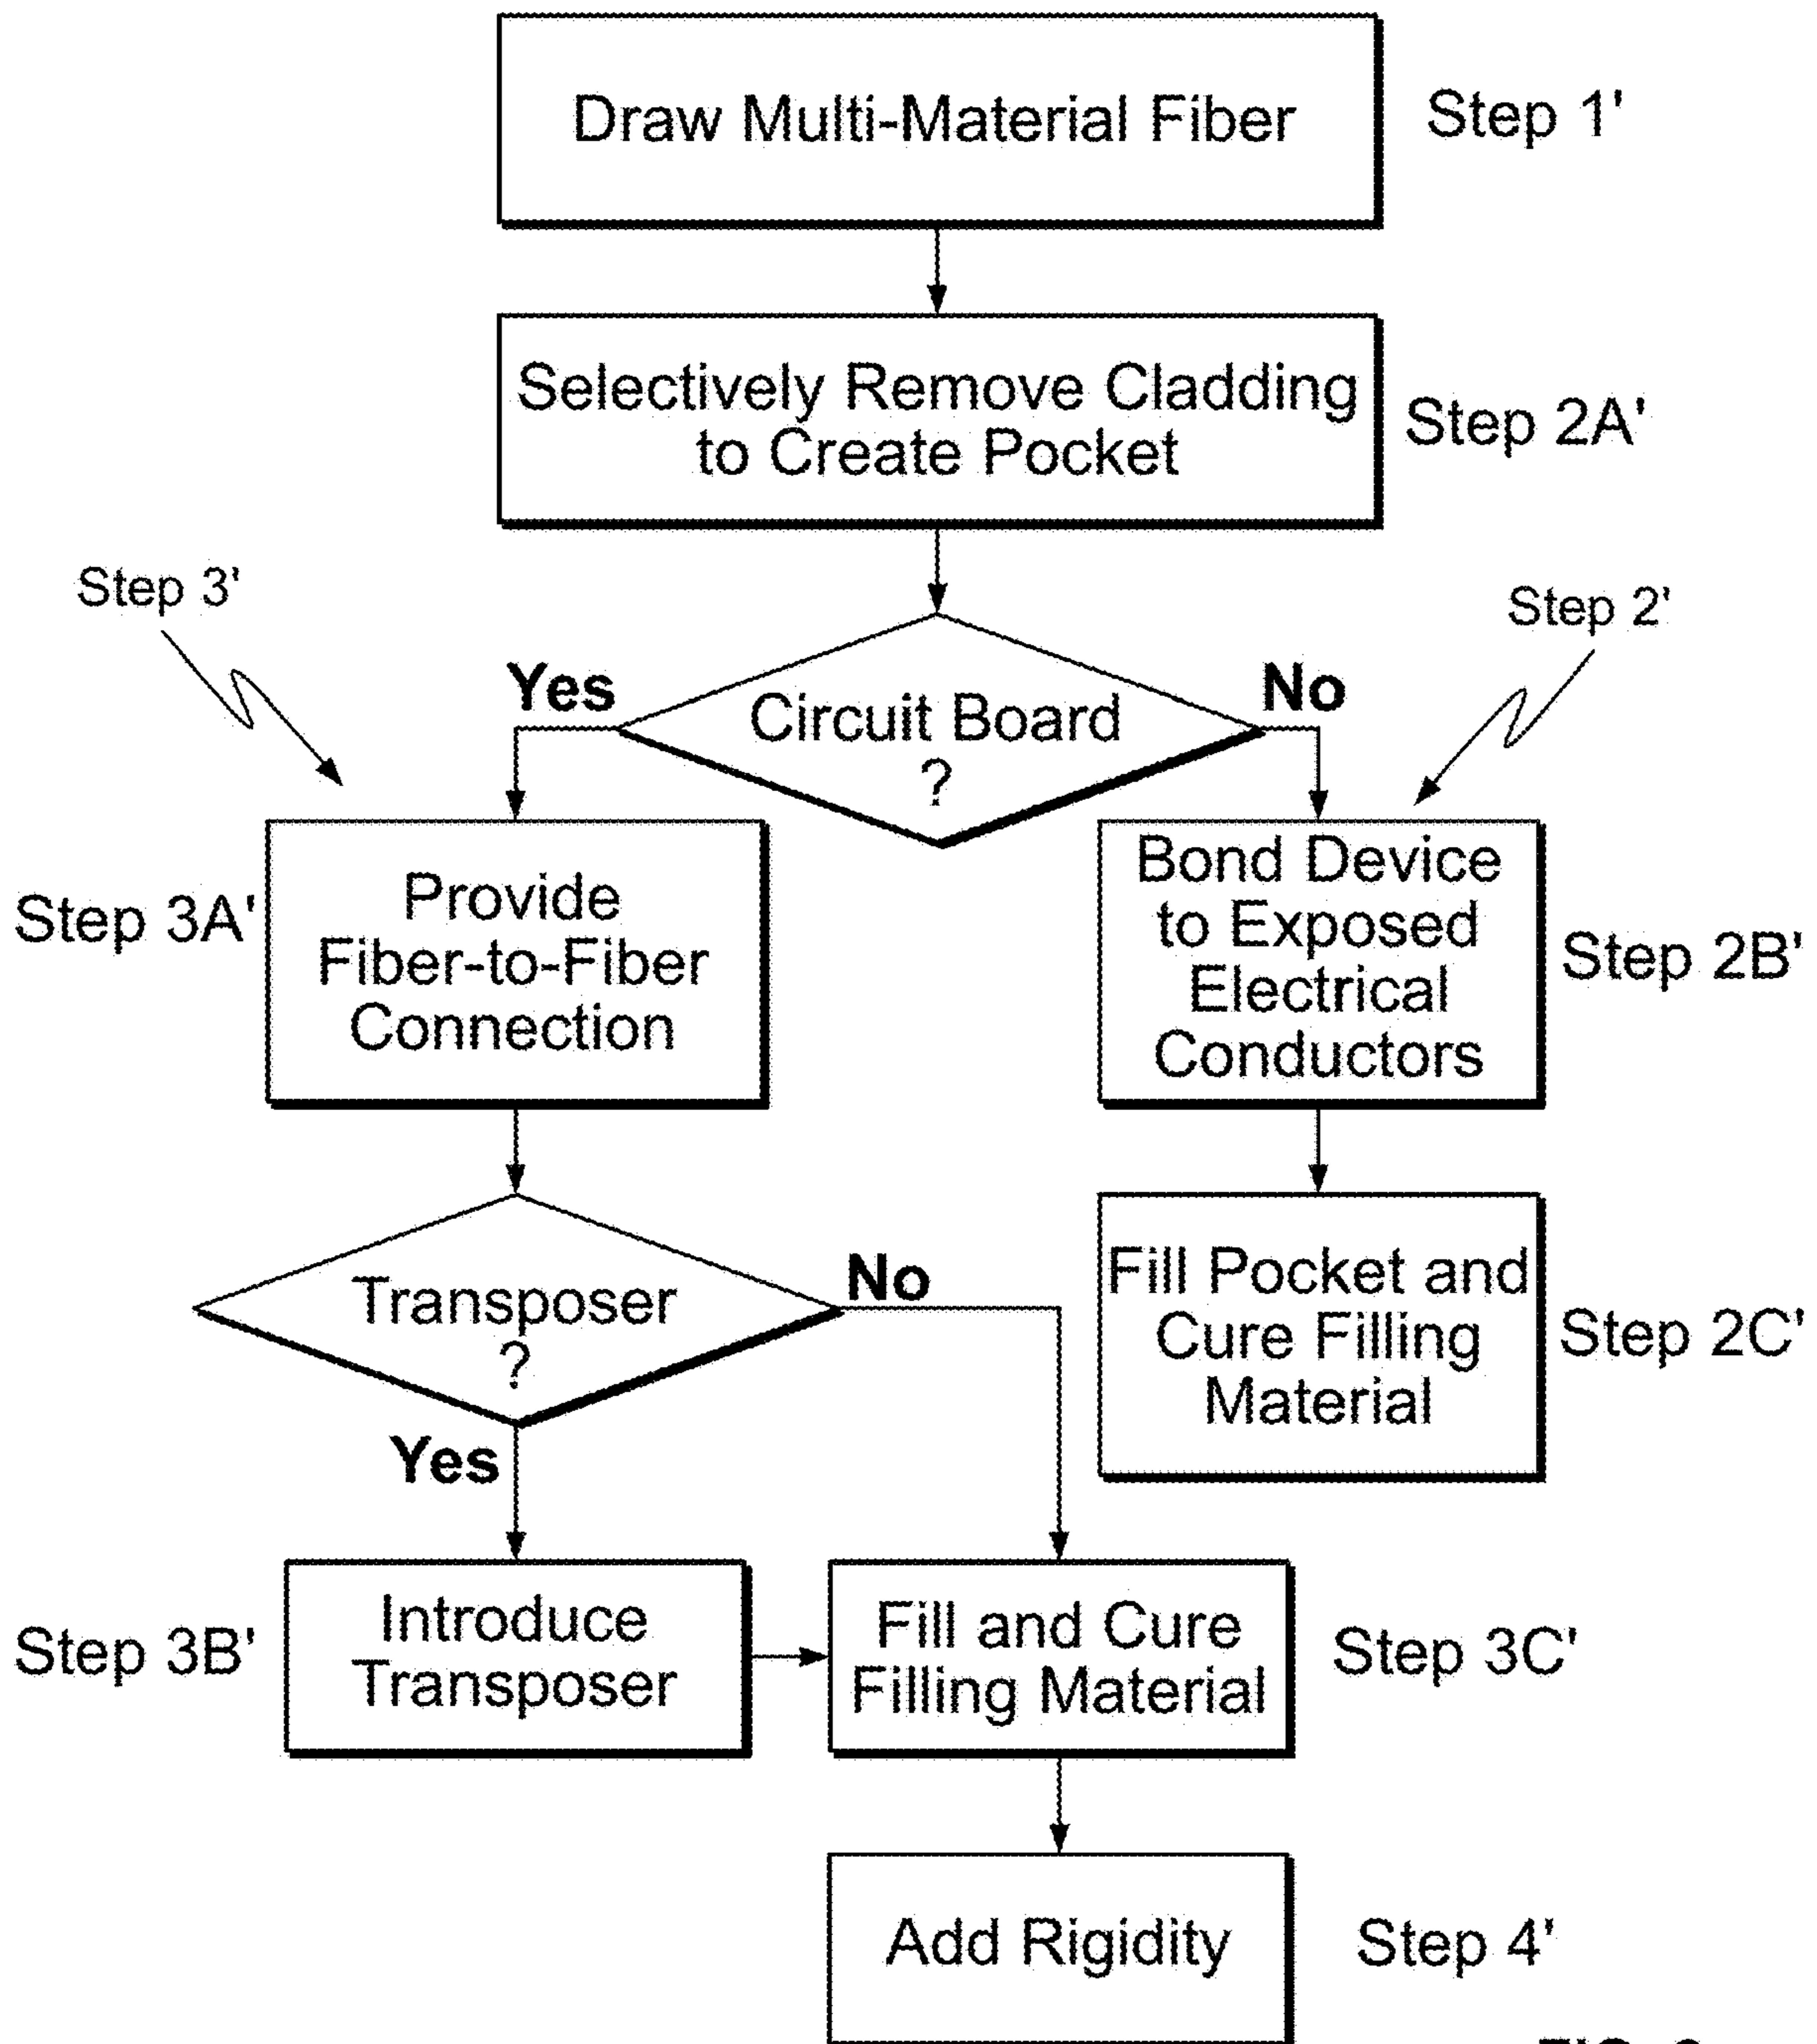 Draw Multi-Material Fiber
Step 1'
Selectively Remove Cladding
to Create Pocket
Step 2A'
Step 3'
Step 2'
Yes
Circuit Board
?
No
Step 3A'
Provide
Fiber-to-Fiber
Connection
Bond Device
to Exposed
Electrical
Conductors
Step 2B'
Transposer
?
No
Yes
Fill Pocket and
Cure Filling
Material
Step 2C'
Step 3B'
Introduce
Transposer
Fill and Cure
Filling Material
Step 3C'
Add Rigidity
Step 4'